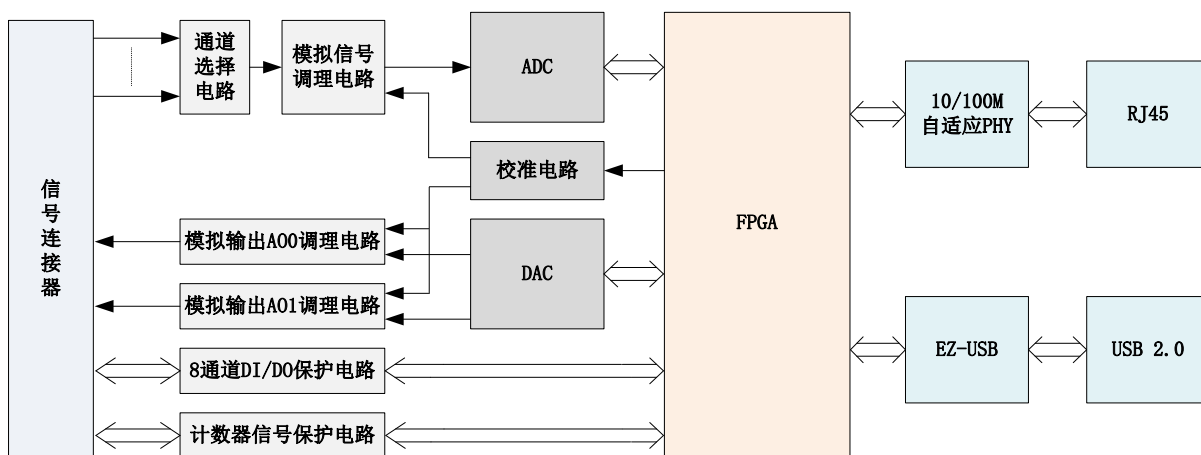 信
号
连
接
器
通道
选择
电路
模拟信号
调理电路
ADC
校准电路
模拟输出AO0调理电路
DAC
模拟输出AO1调理电路
8通道DI/DO保护电路
计数器信号保护电路
FPGA
10/100M
自适应PHY
RJ45
EZ-USB
USB 2.0